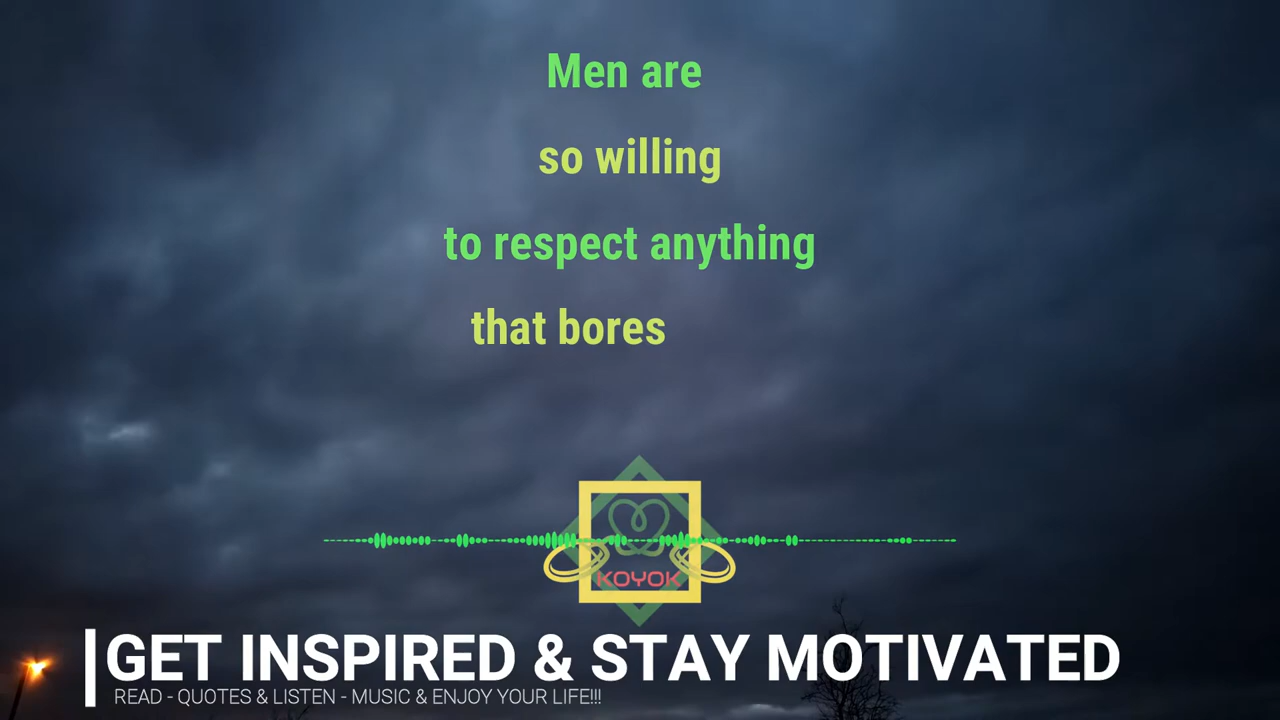 Men are
so willing
to respect anything
that bores
KOYOK
GET INSPIRED & STAY MOTIVATED
READ - QUOTES & LISTEN - MUSIC & ENJOY YOUR LIFE!!!